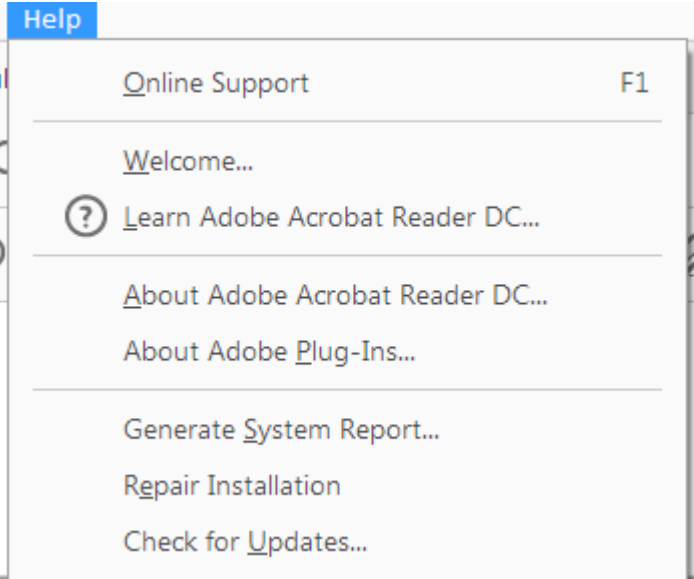 Help
Online Support F1
Welcome...
Learn Adobe Acrobat Reader DC...
About Adobe Acrobat Reader DC...
About Adobe Plug-Ins...
Generate System Report...
Repair Installation
Check for Updates...